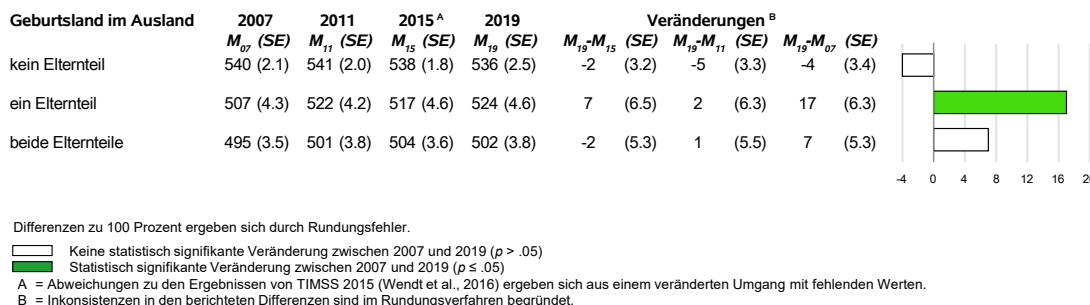 Geburtsland im Ausland 2007 2011 2015 A 2019 Veränderungen B
M07 (SE) M11 (SE) M15 (SE) M19 (SE) M19-M15 (SE) M19-M11 (SE) M19-M07 (SE)
kein Elternteil 540 (2.1) 541 (2.0) 538 (1.8) 536 (2.5) -2 (3.2) -5 (3.3) -4 (3.4)
ein Elternteil 507 (4.3) 522 (4.2) 517 (4.6) 524 (4.6) 7 (6.5) 2 (6.3) 17 (6.3)
beide Elternteile 495 (3.5) 501 (3.8) 504 (3.6) 502 (3.8) -2 (5.3) 1 (5.5) 7 (5.3)
-4 0 4 8 12 16 20
Differenzen zu 100 Prozent ergeben sich durch Rundungsfehler.
Keine statistisch signifikante Veränderung zwischen 2007 und 2019 (p > .05)
Statistisch signifikante Veränderung zwischen 2007 und 2019 (p ≤ .05)
A = Abweichungen zu den Ergebnissen von TIMSS 2015 (Wendt et al., 2016) ergeben sich aus einem veränderten Umgang mit fehlenden Werten.
B = Inkonsistenzen in den berichteten Differenzen sind im Rundungsverfahren begründet.